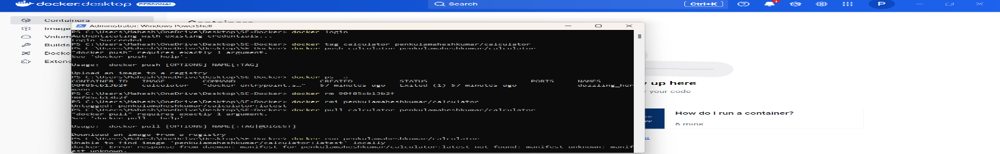 docker desktop PERSONAL
Search
Ctrl+K
P
Containers
Administrator: Windows PowerShell
Volum
Builds
Docke
Extens
PS C:\Users\Mahesh\OneDrive\Desktop\SE-Docker> docker login
Authenticating with existing credentials...
Login Succeeded
PS C:\Users\Mahesh\OneDrive\Desktop\SE-Docker> docker tag calculator penkulamaheshkumar/calculator
PS C:\Users\Mahesh\OneDrive\Desktop\SE-Docker> docker push calculator penkulamaheshkumar/calculator
"docker push" requires exactly 1 argument.
See 'docker push --help'.
Usage: docker push [OPTIONS] NAME[:TAG]
Upload an image to a registry
PS C:\Users\Mahesh\OneDrive\Desktop\SE-Docker> docker ps -a
CONTAINER ID IMAGE COMMAND CREATED STATUS PORTS NAMES
90f85cb13b2f calculator "docker-entrypoint.s…" 57 minutes ago Exited (1) 57 minutes ago dazzling_her
mann
PS C:\Users\Mahesh\OneDrive\Desktop\SE-Docker> docker rm 90f85cb13b2f
90f85cb13b2f
PS C:\Users\Mahesh\OneDrive\Desktop\SE-Docker> docker rmi penkulamaheshkumar/calculator
Untagged: penkulamaheshkumar/calculator:latest
PS C:\Users\Mahesh\OneDrive\Desktop\SE-Docker> docker pull calculator penkulamaheshkumar/calculator
"docker pull" requires exactly 1 argument.
See 'docker pull --help'.
Usage: docker pull [OPTIONS] NAME[:TAG|@DIGEST]
Download an image from a registry
PS C:\Users\Mahesh\OneDrive\Desktop\SE-Docker> docker run penkulamaheshkumar/calculator
Unable to find image 'penkulamaheshkumar/calculator:latest' locally
docker: Error response from daemon: manifest for penkulamaheshkumar/calculator:latest not found: manifest unknown: manif
est unknown.
up here
your code
How do I run a container?
6 mins